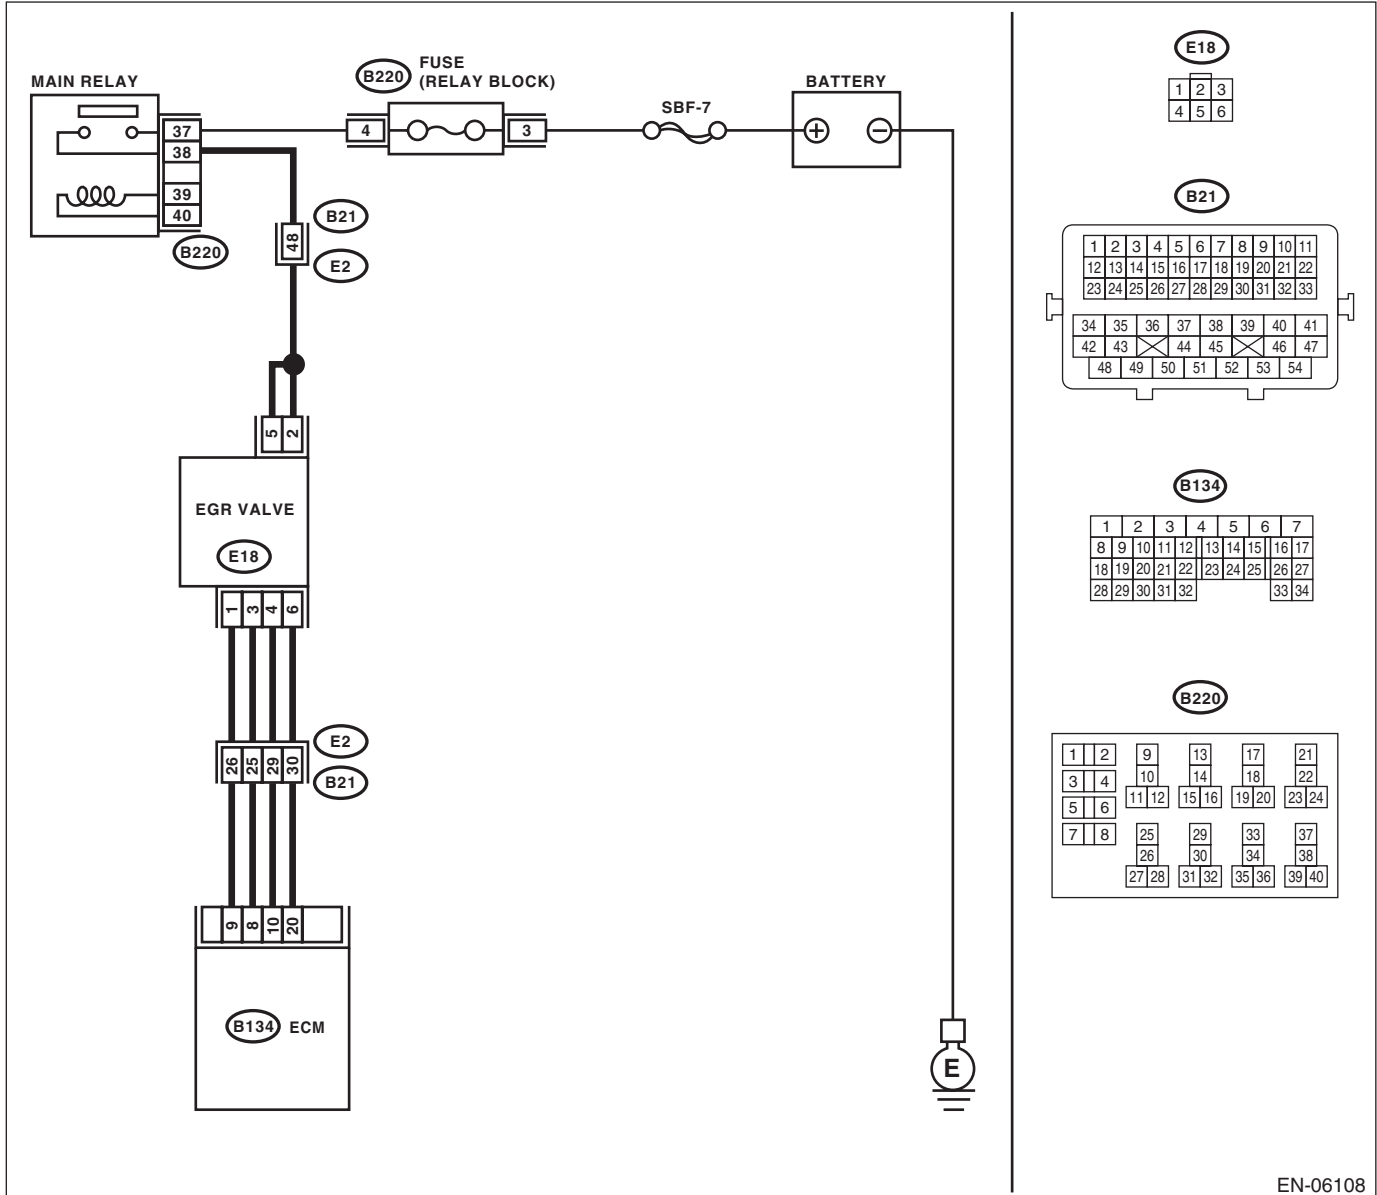 MAIN RELAY
B220
FUSE
(RELAY BLOCK)
SBF-7
BATTERY
37
38
39
40
4
3
+
−
B220
48
B21
E2
5 2
EGR VALVE
E18
1 3 4 6
E2
26 25 29 30
B21
9 8 10 20
B134 ECM
E
E18
1 2 3
4 5 6
B21
1 2 3 4 5 6 7 8 9 10 11
12 13 14 15 16 17 18 19 20 21 22
23 24 25 26 27 28 29 30 31 32 33
34 35 36 37 38 39 40 41
42 43 44 45 46 47
48 49 50 51 52 53 54
B134
1 2 3 4 5 6 7
8 9 10 11 12 13 14 15 16 17
18 19 20 21 22 23 24 25 26 27
28 29 30 31 32 33 34
B220
1 2 9 13 17 21
3 4 10 14 18 22
11 12 15 16 19 20 23 24
5 6
7 8 25 29 33 37
26 30 34 38
27 28 31 32 35 36 39 40
EN-06108